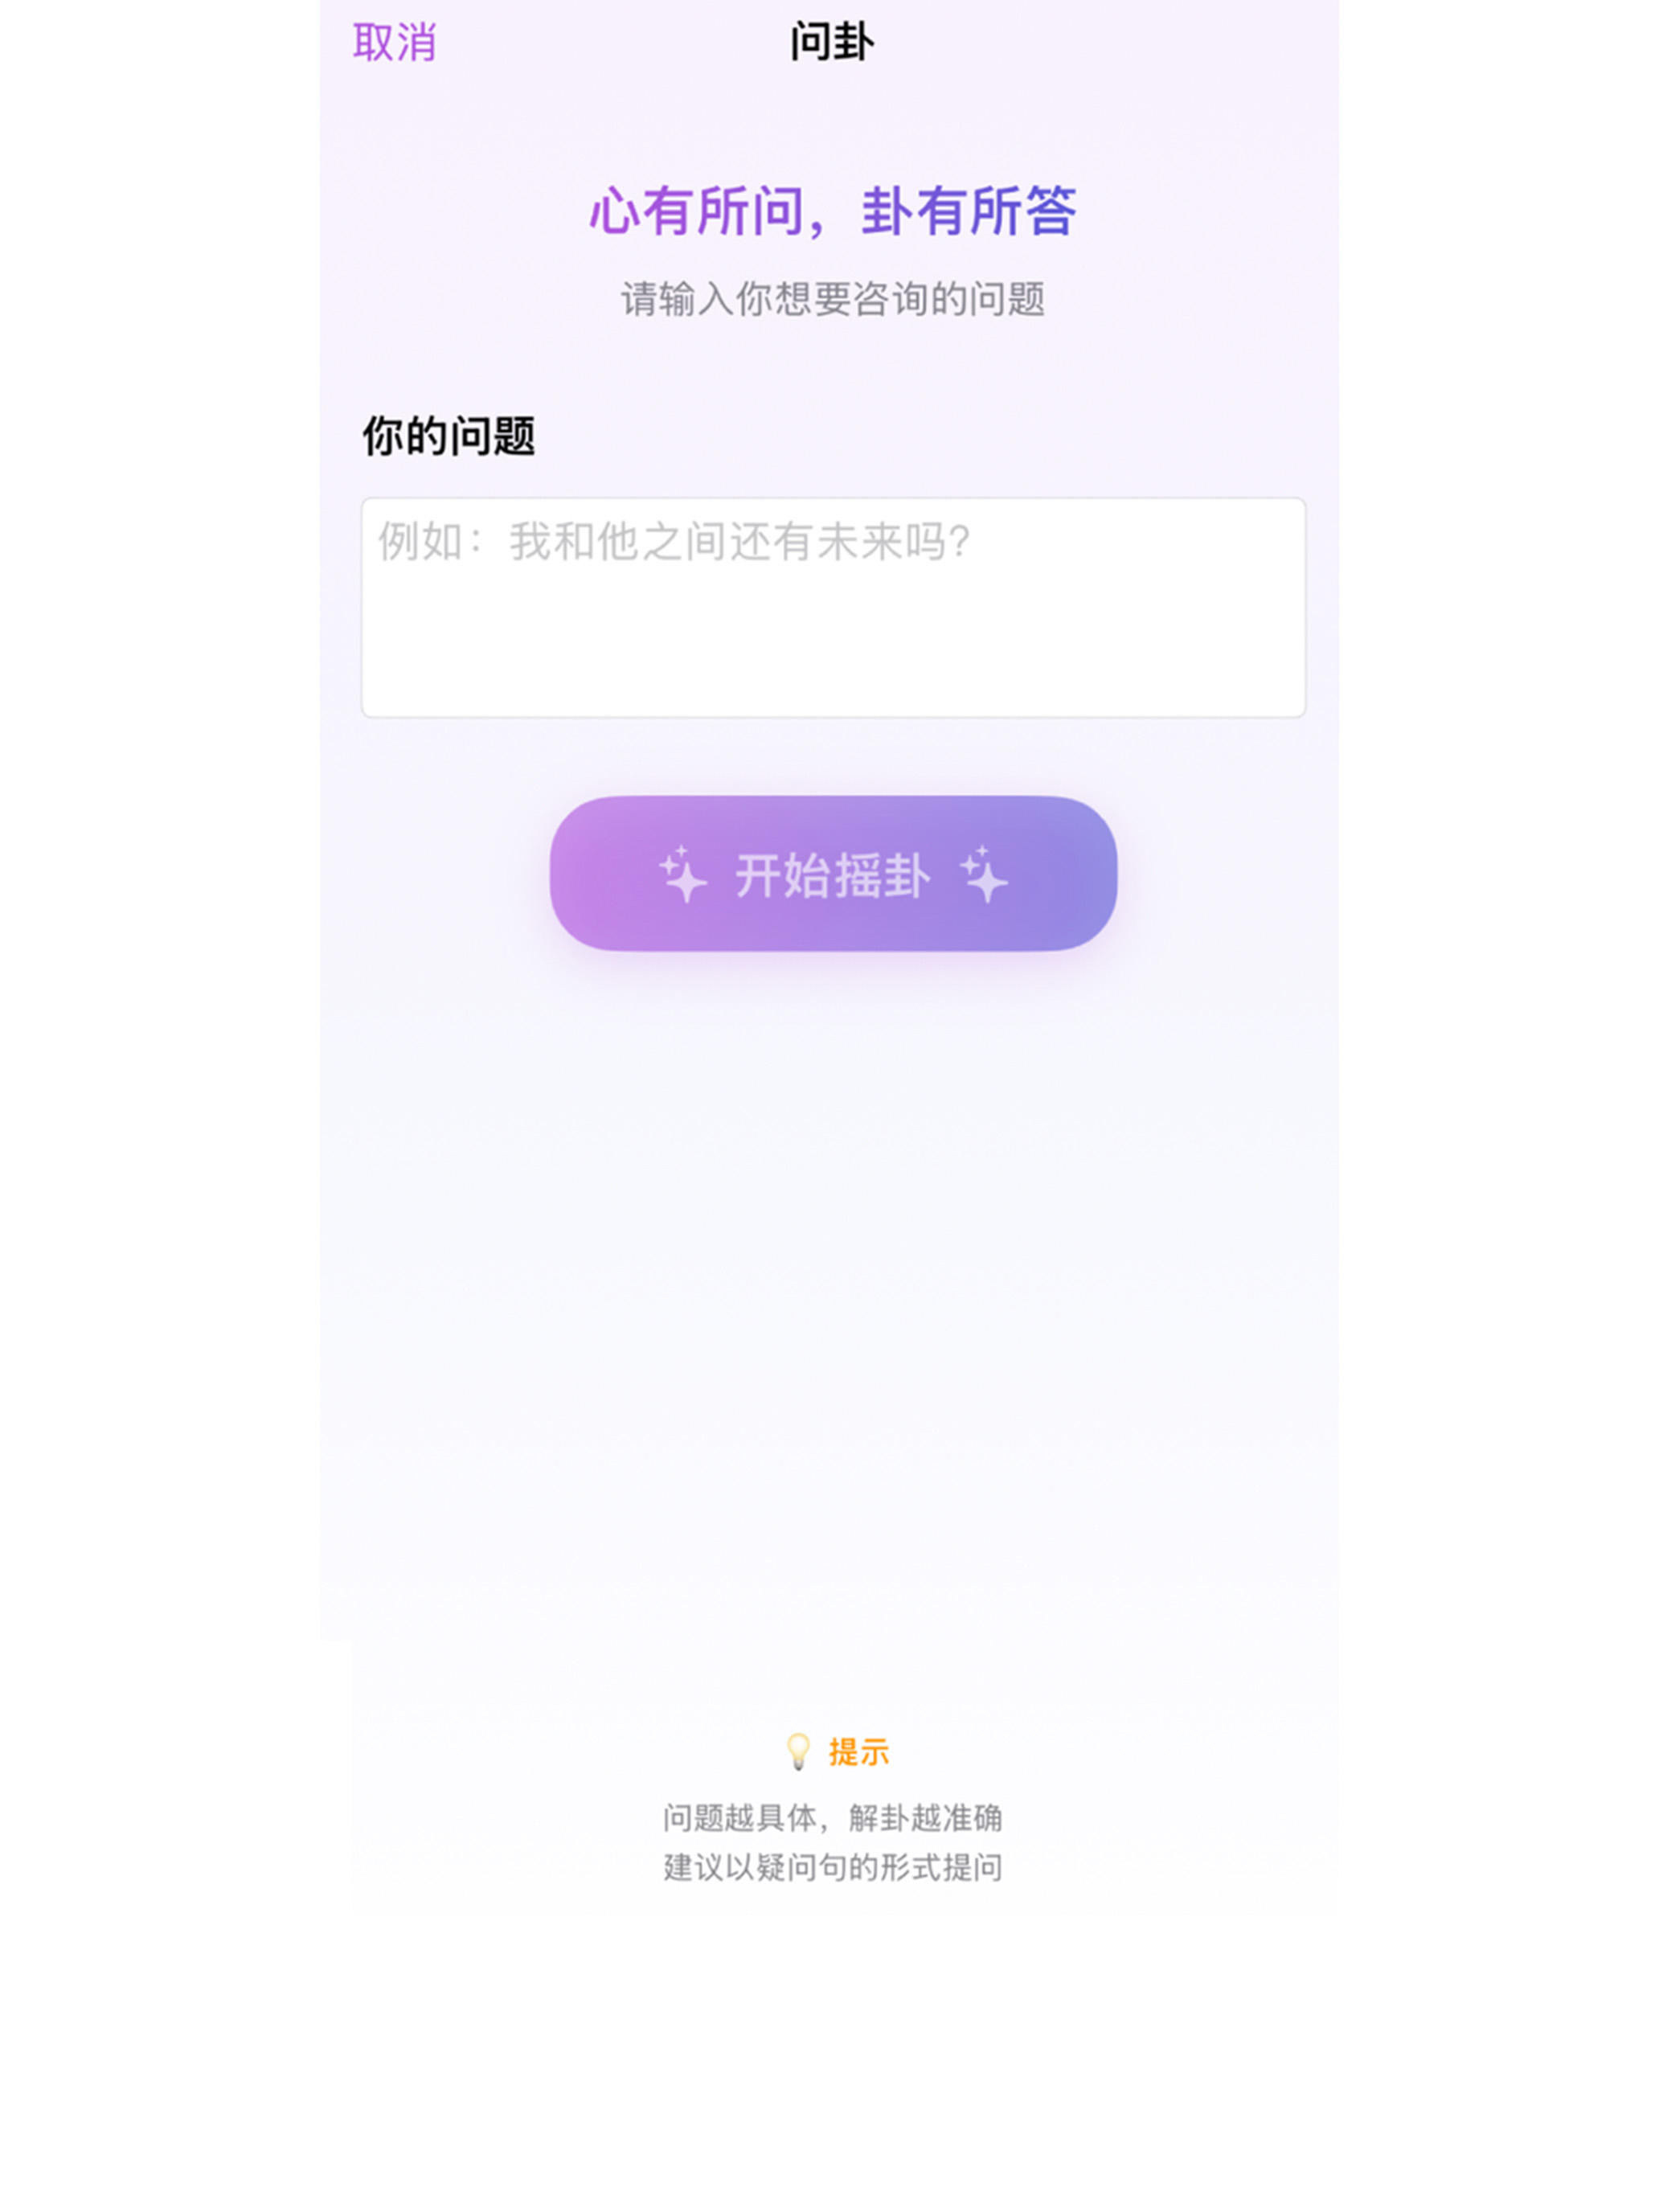 取消
问卦
心有所问，卦有所答
请输入你想要咨询的问题
你的问题
例如：我和他之间还有未来吗？
开始摇卦
提示
问题越具体，解卦越准确
建议以疑问句的形式提问